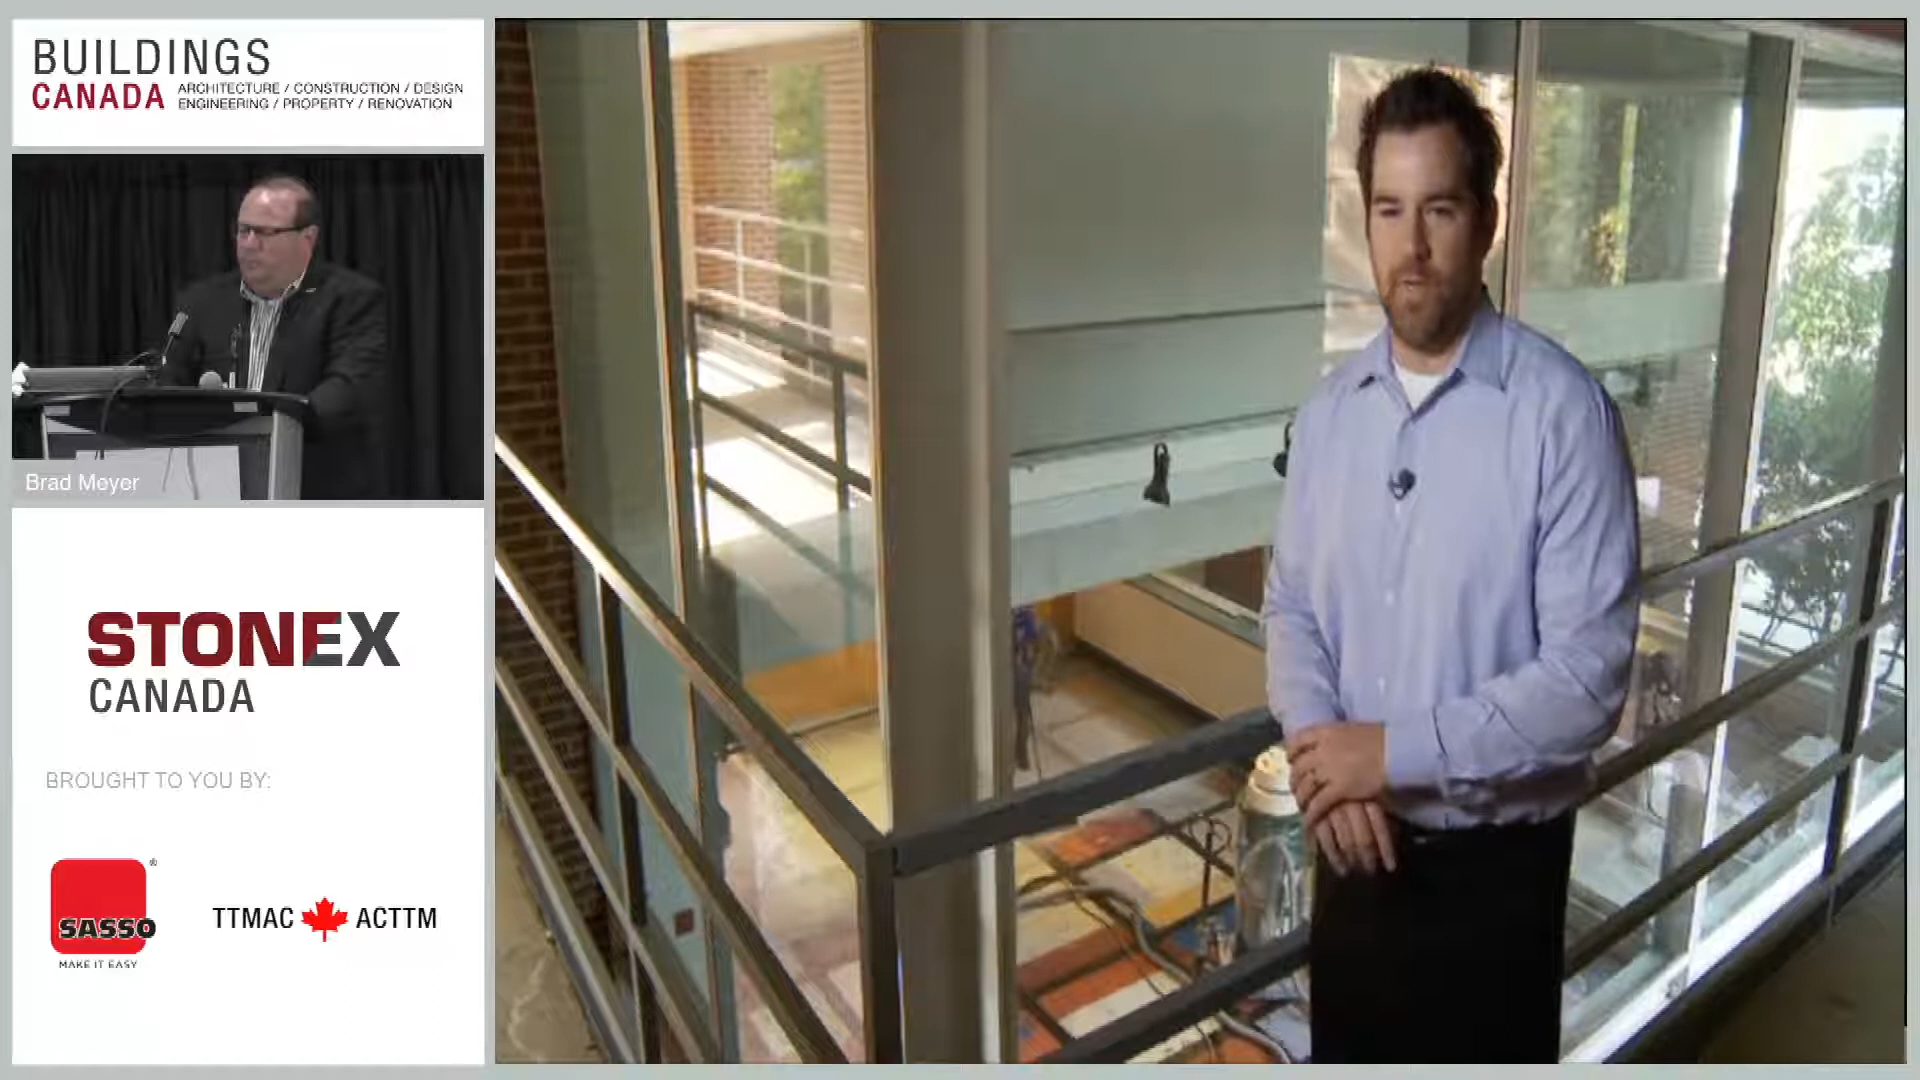 BUILDINGS
CANADA ARCHITECTURE / CONSTRUCTION / DESIGN
ENGINEERING / PROPERTY / RENOVATION
Brad Meyer
STONEX
CANADA
BROUGHT TO YOU BY:
SASSO ®
MAKE IT EASY
TTMAC ACTTM